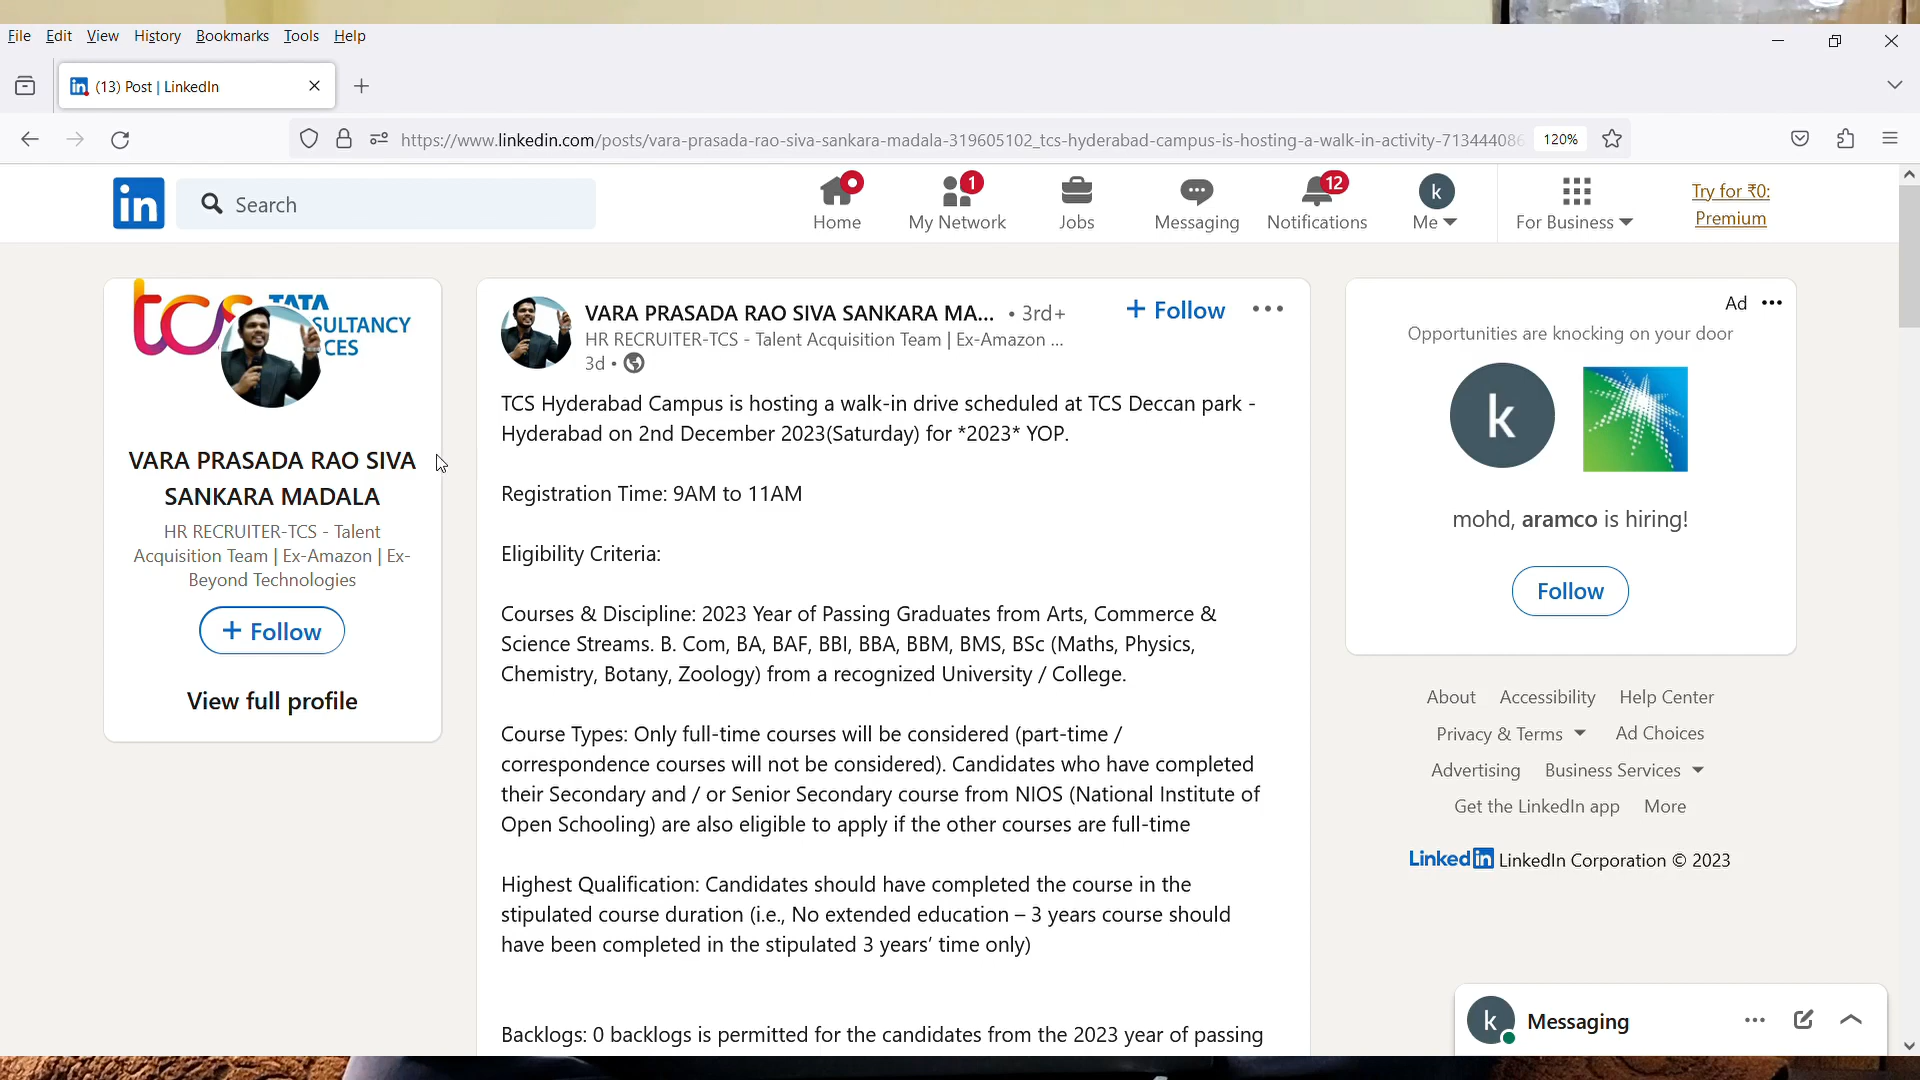 File Edit View History Bookmarks Tools Help
(13) Post | LinkedIn
https://www.linkedin.com/posts/vara-prasada-rao-siva-sankara-madala-319605102_tcs-hyderabad-campus-is-hosting-a-walk-in-activity-713444086
120%
in
Search
Home
1
My Network
Jobs
Messaging
12
Notifications
k
Me
For Business
Try for ₹0:
Premium
tcs TATA
VARA PRASADA RAO SIVA
SANKARA MADALA
HR RECRUITER-TCS - Talent
Acquisition Team | Ex-Amazon | Ex-
Beyond Technologies
+ Follow
View full profile
VARA PRASADA RAO SIVA SANKARA MA... • 3rd+
HR RECRUITER-TCS - Talent Acquisition Team | Ex-Amazon ...
3d •
+ Follow
TCS Hyderabad Campus is hosting a walk-in drive scheduled at TCS Deccan park -
Hyderabad on 2nd December 2023(Saturday) for *2023* YOP.
Registration Time: 9AM to 11AM
Eligibility Criteria:
Courses & Discipline: 2023 Year of Passing Graduates from Arts, Commerce &
Science Streams. B. Com, BA, BAF, BBI, BBA, BBM, BMS, BSc (Maths, Physics,
Chemistry, Botany, Zoology) from a recognized University / College.
Course Types: Only full-time courses will be considered (part-time /
correspondence courses will not be considered). Candidates who have completed
their Secondary and / or Senior Secondary course from NIOS (National Institute of
Open Schooling) are also eligible to apply if the other courses are full-time
Highest Qualification: Candidates should have completed the course in the
stipulated course duration (i.e., No extended education – 3 years course should
have been completed in the stipulated 3 years’ time only)
Backlogs: 0 backlogs is permitted for the candidates from the 2023 year of passing
Ad
Opportunities are knocking on your door
k
mohd, aramco is hiring!
Follow
About Accessibility Help Center
Privacy & Terms Ad Choices
Advertising Business Services
Get the LinkedIn app More
LinkedIn LinkedIn Corporation © 2023
k Messaging